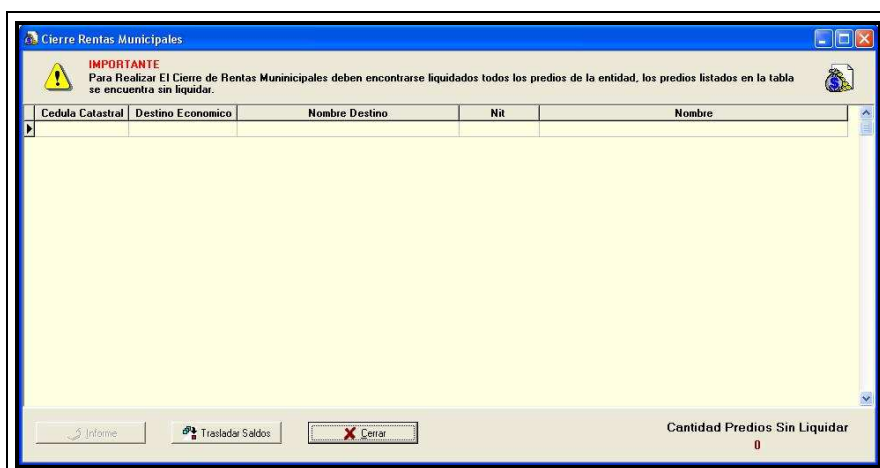 Cierre Rentas Municipales
IMPORTANTE
Para Realizar El Cierre de Rentas Muninicipales deben encontrarse liquidados todos los predios de la entidad, los predios listados en la tabla
se encuentra sin liquidar.
Cedula Catastral Destino Economico Nombre Destino Nit Nombre
Informe Trasladar Saldos Cerrar
Cantidad Predios Sin Liquidar
0